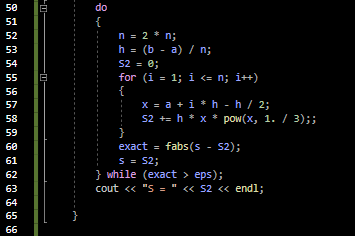 50 do
51 {
52 n = 2 * n;
53 h = (b - a) / n;
54 S2 = 0;
55 for (i = 1; i <= n; i++)
56 {
57 x = a + i * h - h / 2;
58 S2 += h * x * pow(x, 1. / 3);;
59 }
60 exact = fabs(s - S2);
61 s = S2;
62 } while (exact > eps);
63 cout << "S = " << S2 << endl;
64
65 }
66